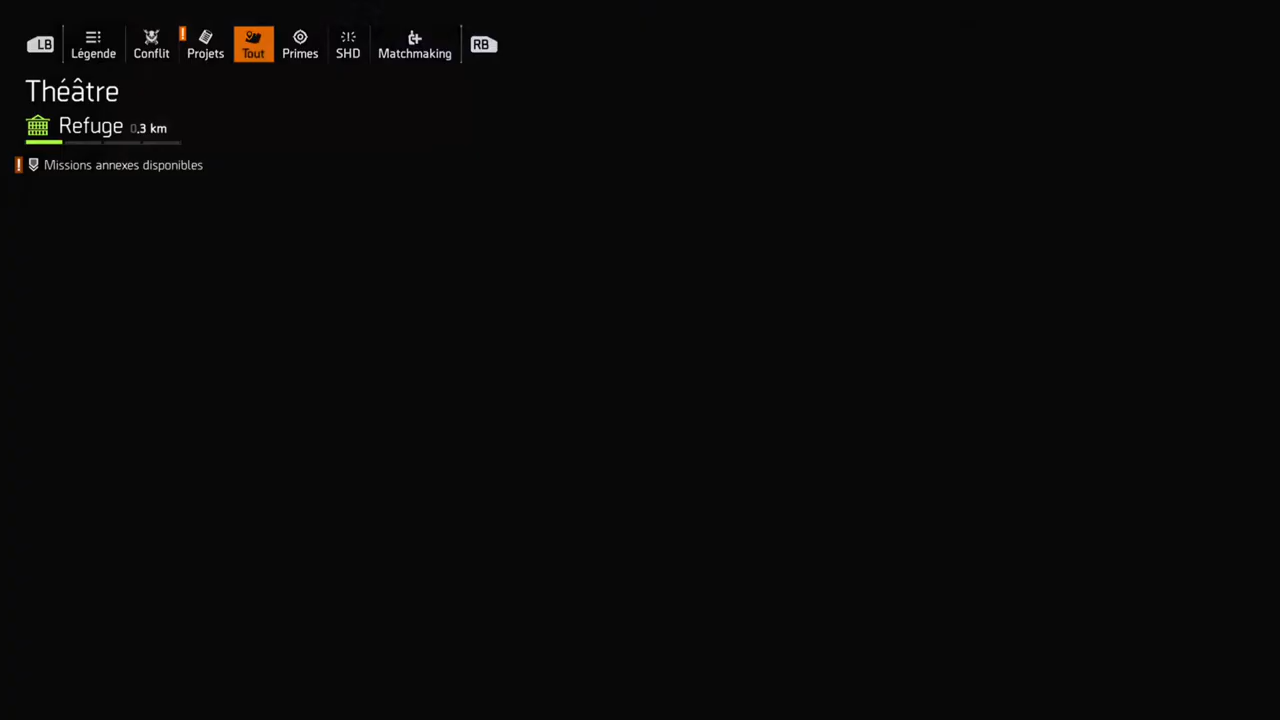 LB Légende Conflit ! Projets Tout Primes SHD Matchmaking RB
Théâtre
Refuge 0,3 km
! Missions annexes disponibles